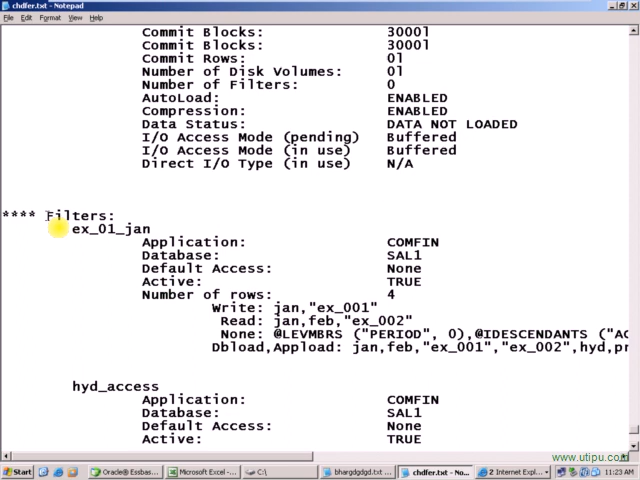 chdfer.txt - Notepad
File Edit Format View Help
Commit Blocks: 3000l
Commit Blocks: 3000l
Commit Rows: 0l
Number of Disk Volumes: 0l
Number of Filters: 0
AutoLoad: ENABLED
Compression: ENABLED
Data Status: DATA NOT LOADED
I/O Access Mode (pending) Buffered
I/O Access Mode (in use) Buffered
Direct I/O Type (in use) N/A
**** Filters:
ex_01_jan
Application: COMFIN
Database: SAL1
Default Access: None
Active: TRUE
Number of rows: 4
Write: jan,"ex_001"
Read: jan,feb,"ex_002"
None: @LEVMBRS ("PERIOD", 0),@IDESCENDANTS ("AC
Dbload,Appload: jan,feb,"ex_001","ex_002",hyd,pr
hyd_access
Application: COMFIN
Database: SAL1
Default Access: None
Active: TRUE
www.utipu.com
Start Oracle® Essbas... Microsoft Excel -... C:\ bhargdgdgd.txt ... chdfer.txt - No... 2 Internet Expl... 11:23 AM